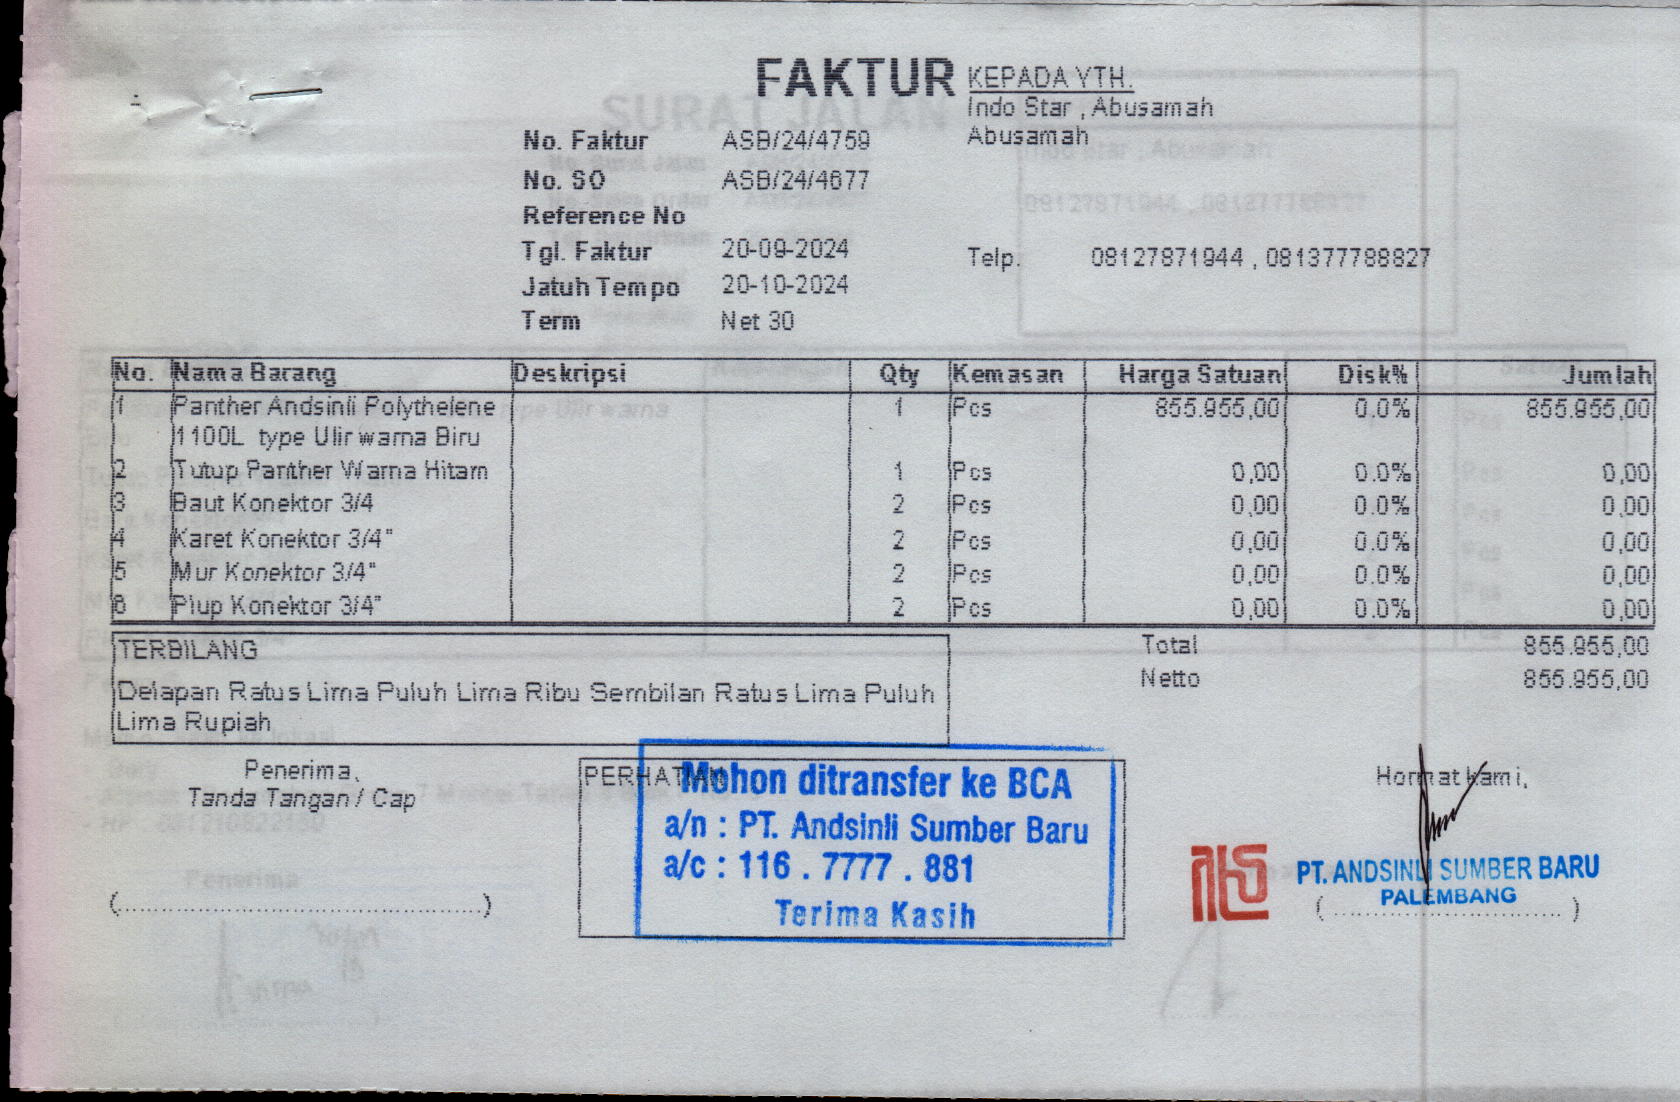 FAKTUR
KEPADA YTH.
Indo Star , Abusamah
Abusamah
No. Faktur ASB/24/4759
No. SO ASB/24/4677
Reference No
Tgl. Faktur 20-09-2024
Telp. 08127871944 , 081377788827
Jatuh Tempo 20-10-2024
Term Net 30
No. Nama Barang Deskripsi Qty Kemasan Harga Satuan Disk% Jumlah
1 Panther Andsinli Polythelene 1 Pcs 855.955,00 0,0% 855.955,00
1100L type Ulir warna Biru
2 Tutup Panther Warna Hitam 1 Pcs 0,00 0.0% 0,00
3 Baut Konektor 3/4 2 Pcs 0,00 0.0% 0,00
4 Karet Konektor 3/4" 2 Pcs 0,00 0.0% 0,00
5 Mur Konektor 3/4" 2 Pcs 0,00 0.0% 0,00
6 Plup Konektor 3/4" 2 Pcs 0,00 0.0% 0,00
TERBILANG
Delapan Ratus Lima Puluh Lima Ribu Sembilan Ratus Lima Puluh
Lima Rupiah
Total 855.955,00
Netto 855.955,00
Penerima,
Tanda Tangan / Cap
PERHATIAN
Mohon ditransfer ke BCA
a/n : PT. Andsinli Sumber Baru
a/c : 116 . 7777 . 881
Terima Kasih
Hormat Kami,
PT. ANDSINLI SUMBER BARU
PALEMBANG